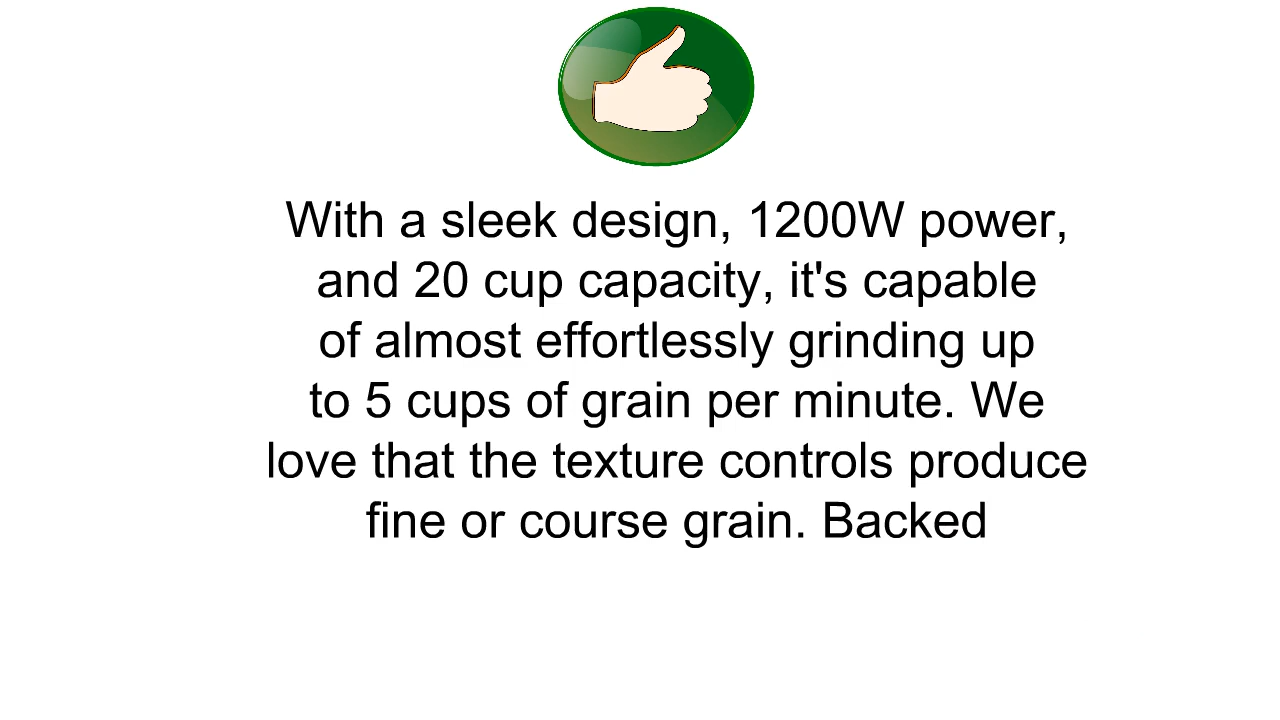 With a sleek design, 1200W power,
and 20 cup capacity, it's capable
of almost effortlessly grinding up
to 5 cups of grain per minute. We
love that the texture controls produce
fine or course grain. Backed